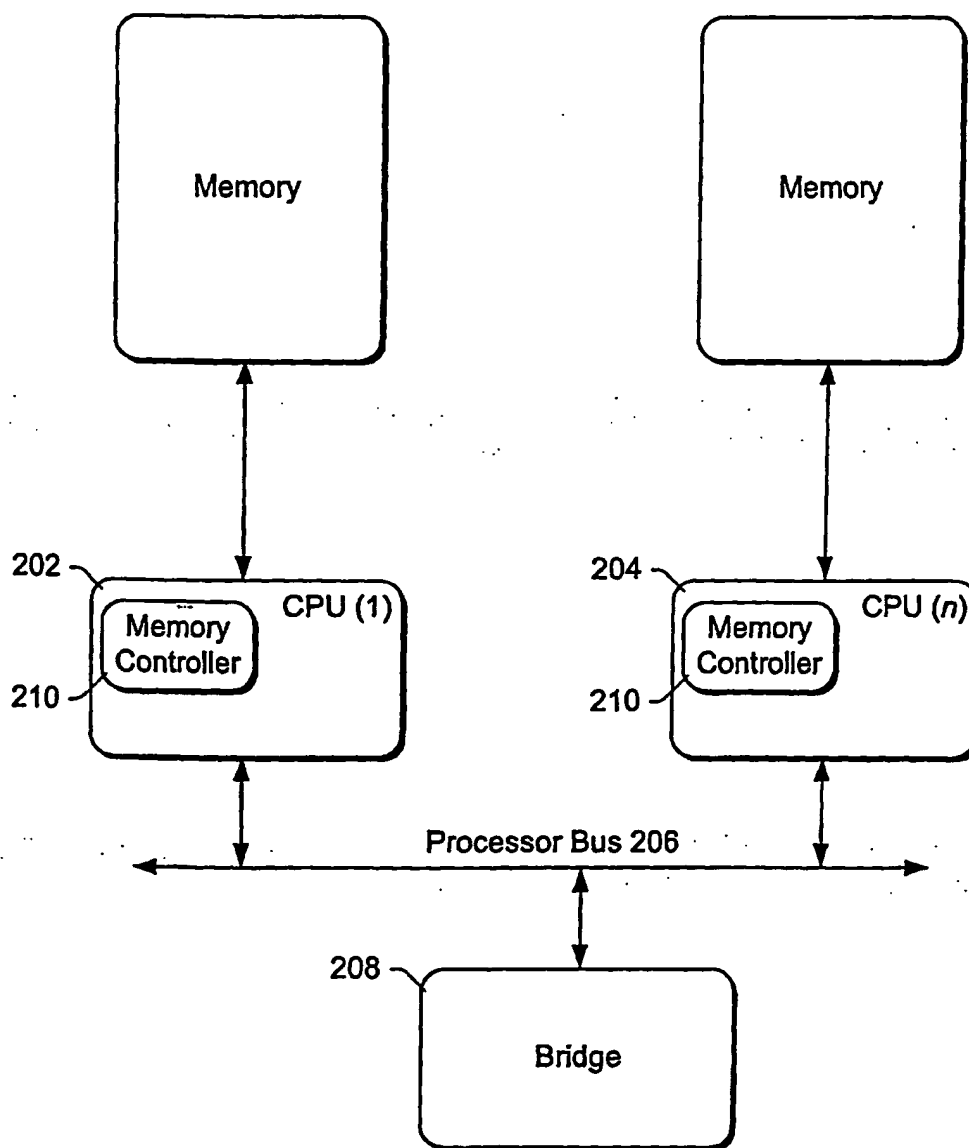 Memory
Memory
202
CPU (1)
Memory
Controller
210
204
CPU (n)
Memory
Controller
210
Processor Bus 206
208
Bridge